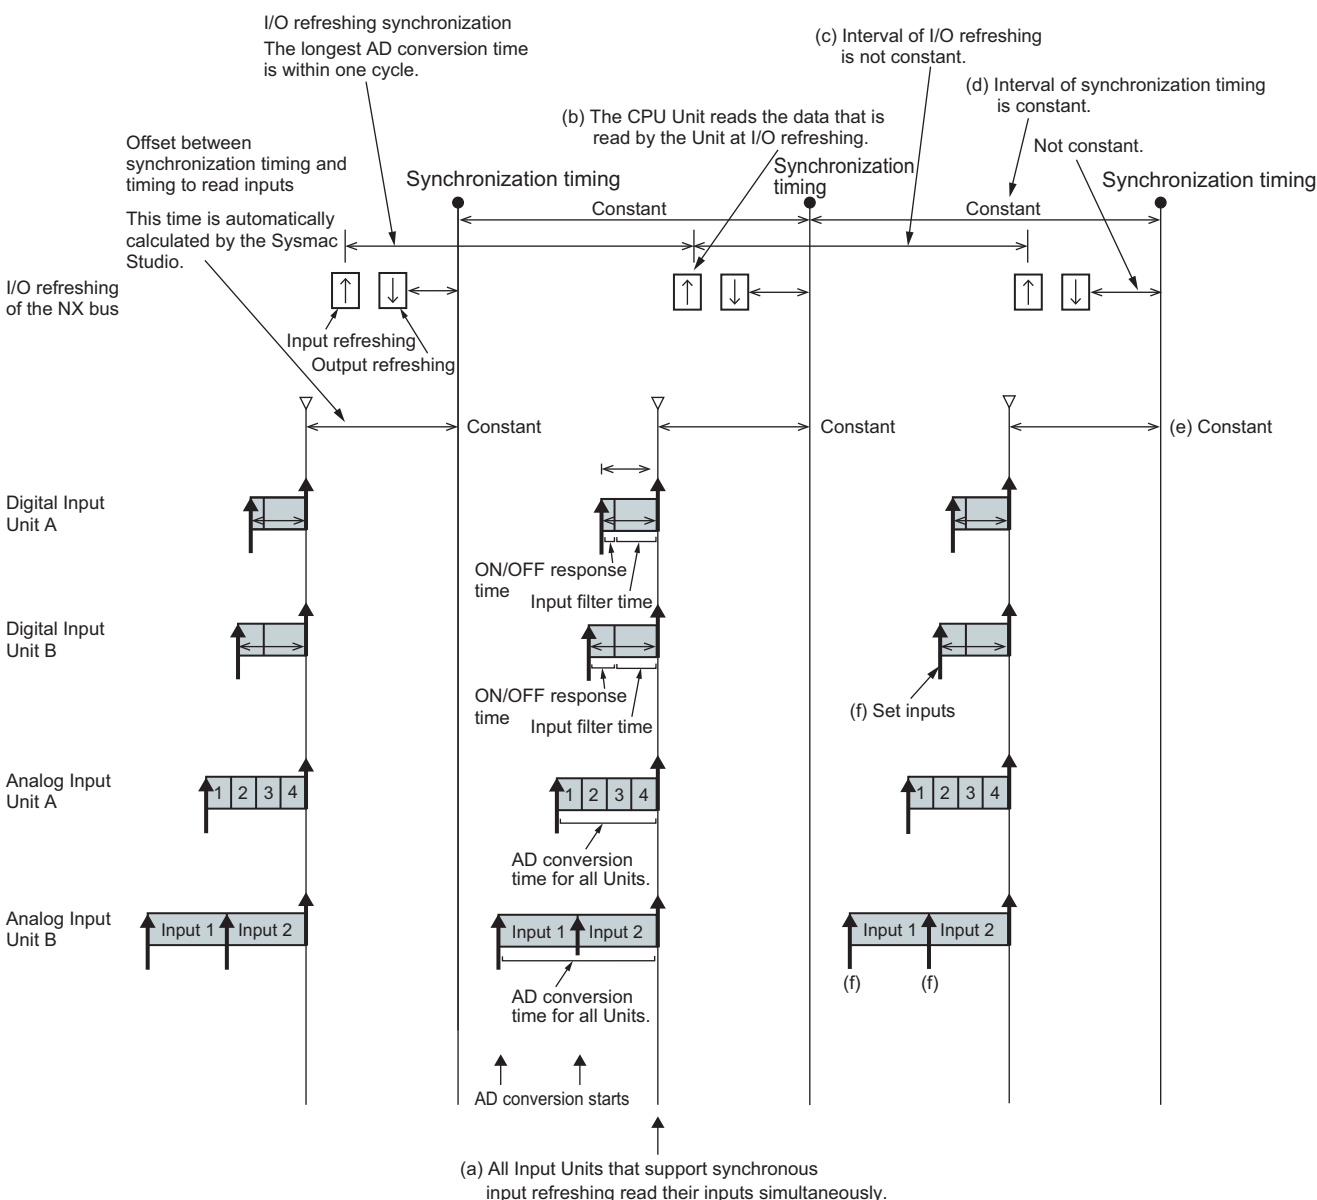 I/O refreshing synchronization
The longest AD conversion time
is within one cycle.
(c) Interval of I/O refreshing
is not constant.
(d) Interval of synchronization timing
is constant.
(b) The CPU Unit reads the data that is
read by the Unit at I/O refreshing.
Not constant.
Offset between
synchronization timing and
timing to read inputs
Synchronization timing
Synchronization
timing
Synchronization timing
This time is automatically
calculated by the Sysmac
Studio.
Constant
Constant
I/O refreshing
of the NX bus
Input refreshing
Output refreshing
Constant
Constant
(e) Constant
Digital Input
Unit A
ON/OFF response
time
Input filter time
Digital Input
Unit B
ON/OFF response
time
Input filter time
(f) Set inputs
Analog Input
Unit A
1 2 3 4
1 2 3 4
1 2 3 4
AD conversion
time for all Units.
Analog Input
Unit B
Input 1 Input 2
Input 1 Input 2
Input 1 Input 2
(f) (f)
AD conversion
time for all Units.
AD conversion starts
(a) All Input Units that support synchronous
input refreshing read their inputs simultaneously.